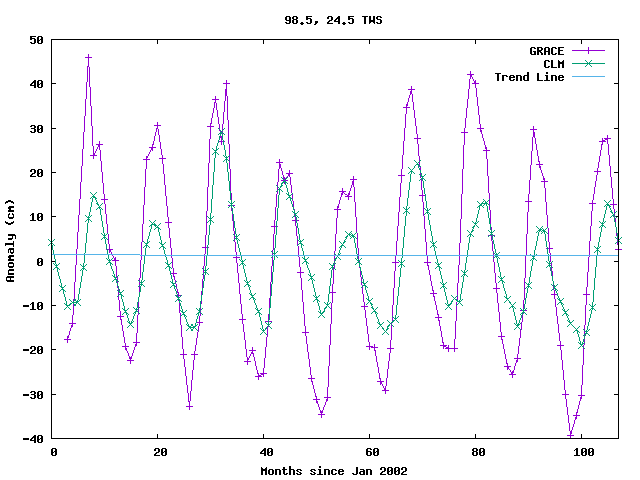 98.5, 24.5 TWS
GRACE
CLM
Trend Line
50
40
30
20
10
0
-10
-20
-30
-40
Anomaly (cm)
0 20 40 60 80 100
Months since Jan 2002